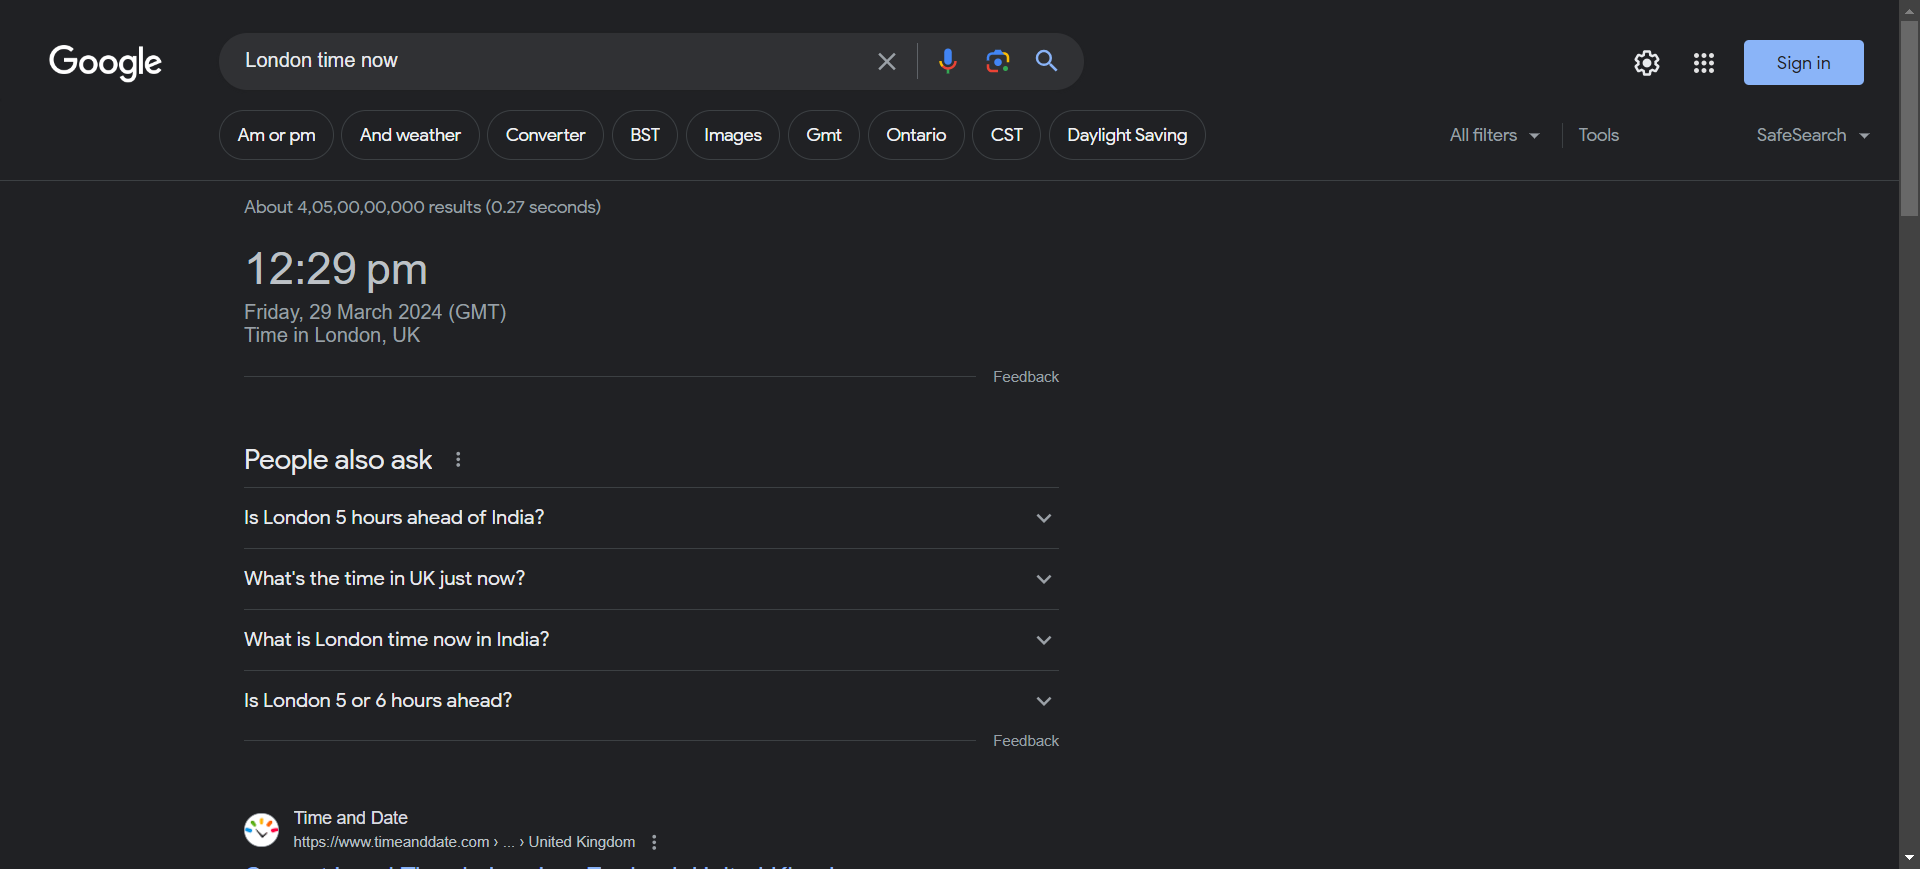 Google
London time now
Sign in
Am or pm And weather Converter BST Images Gmt Ontario CST Daylight Saving All filters Tools SafeSearch
About 4,05,00,00,000 results (0.27 seconds)
12:29 pm
Friday, 29 March 2024 (GMT)
Time in London, UK
Feedback
People also ask
Is London 5 hours ahead of India?
What's the time in UK just now?
What is London time now in India?
Is London 5 or 6 hours ahead?
Feedback
Time and Date
https://www.timeanddate.com › ... › United Kingdom